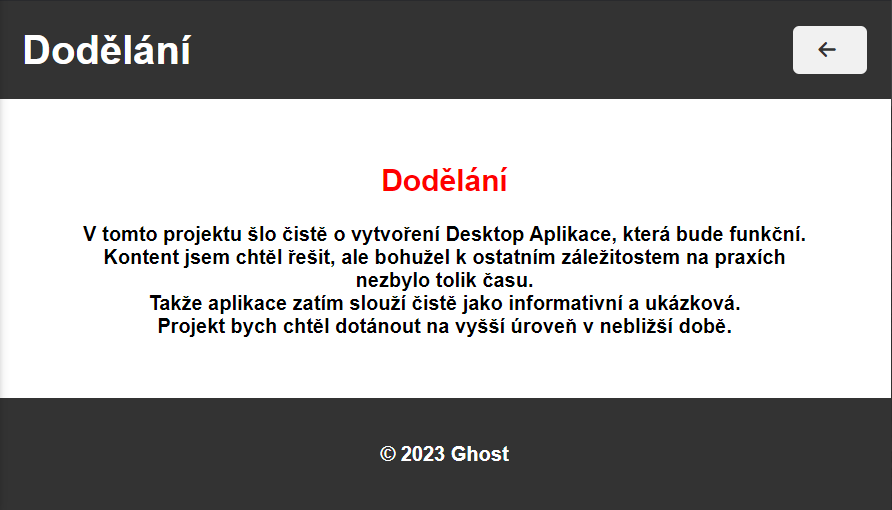 Dodělání
Dodělání
V tomto projektu šlo čistě o vytvoření Desktop Aplikace, která bude funkční.
Kontent jsem chtěl řešit, ale bohužel k ostatním záležitostem na praxích
nezbylo tolik času.
Takže aplikace zatím slouží čistě jako informativní a ukázková.
Projekt bych chtěl dotánout na vyšší úroveň v nebližší době.
© 2023 Ghost